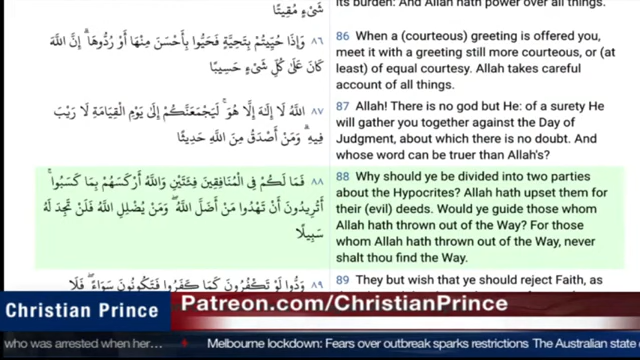 شَىْءٍ مُّقِيتًا
its burden: And Allah hath power over all things.
٨٦ وَإِذَا حُيِّيتُم بِتَحِيَّةٍ فَحَيُّوا بِأَحْسَنَ مِنْهَا أَوْ رُدُّوهَا ۗ إِنَّ اللَّهَ
كَانَ عَلَىٰ كُلِّ شَىْءٍ حَسِيبًا
86 When a (courteous) greeting is offered you,
meet it with a greeting still more courteous, or (at
least) of equal courtesy. Allah takes careful
account of all things.
٨٧ اللَّهُ لَا إِلَـٰهَ إِلَّا هُوَ ۚ لَيَجْمَعَنَّكُمْ إِلَىٰ يَوْمِ الْقِيَامَةِ لَا رَيْبَ
فِيهِ ۗ وَمَنْ أَصْدَقُ مِنَ اللَّهِ حَدِيثًا
87 Allah! There is no god but He: of a surety He
will gather you together against the Day of
Judgment, about which there is no doubt. And
whose word can be truer than Allah's?
٨٨ فَمَا لَكُمْ فِى الْمُنَافِقِينَ فِئَتَيْنِ وَاللَّهُ أَرْكَسَهُم بِمَا كَسَبُوا ۚ
أَتُرِيدُونَ أَن تَهْدُوا مَنْ أَضَلَّ اللَّهُ ۖ وَمَن يُضْلِلِ اللَّهُ فَلَن تَجِدَ لَهُ
سَبِيلًا
88 Why should ye be divided into two parties
about the Hypocrites? Allah hath upset them for
their (evil) deeds. Would ye guide those whom
Allah hath thrown out of the Way? For those
whom Allah hath thrown out of the Way, never
shalt thou find the Way.
٨٩ وَدُّوا لَوْ تَكْفُرُونَ كَمَا كَفَرُوا فَتَكُونُونَ سَوَاءً ۖ فَلَا
89 They but wish that ye should reject Faith, as
Christian Prince
Patreon.com/ChristianPrince
who was arrested when her...
Melbourne lockdown: Fears over outbreak sparks restrictions The Australian state